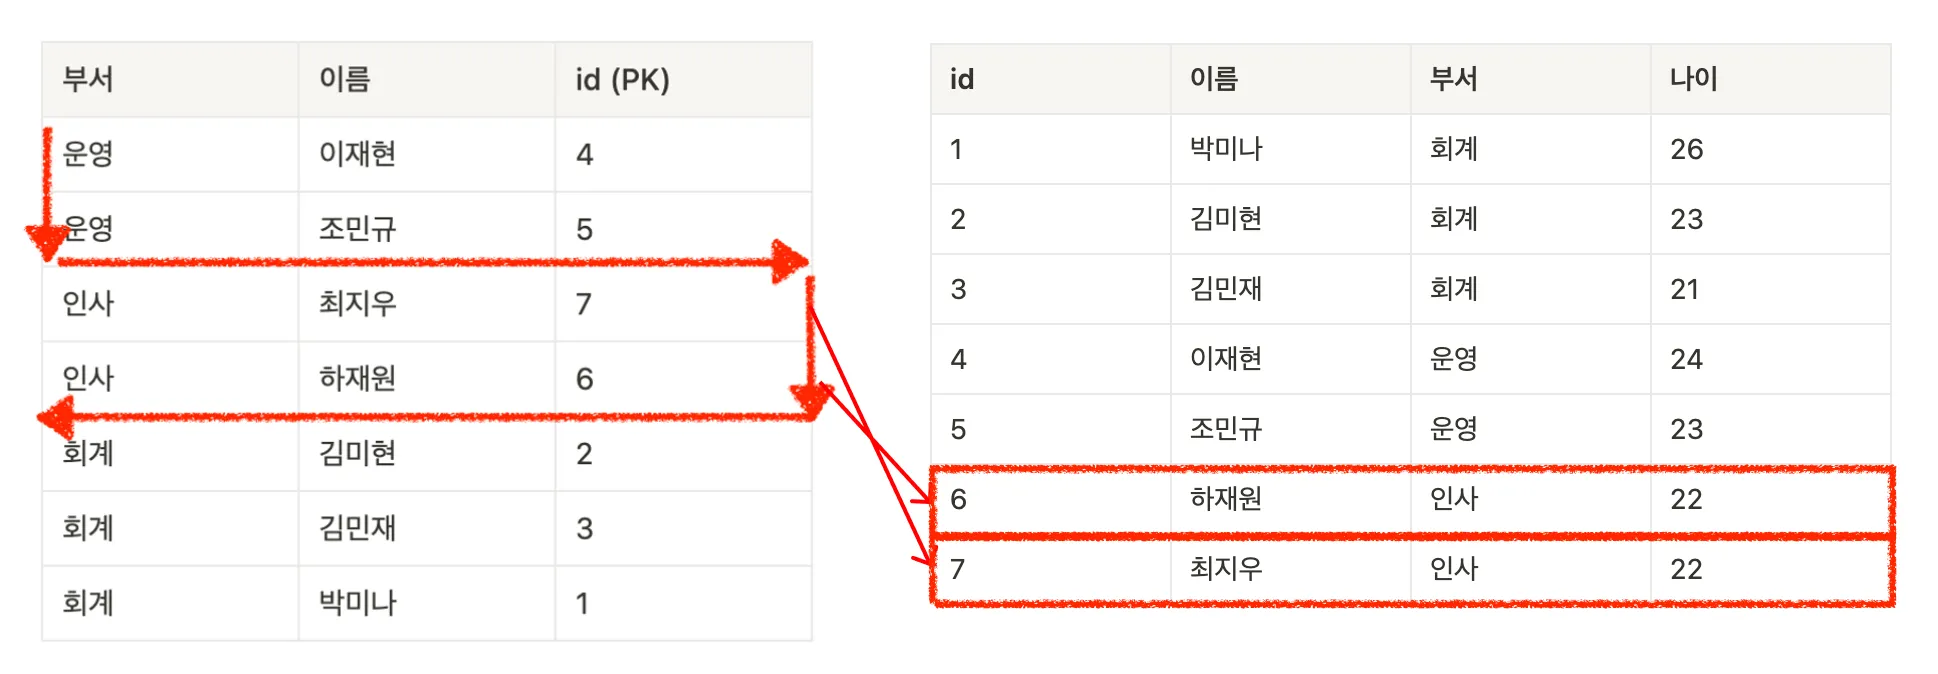 부서 이름 id (PK)
운영 이재현 4
운영 조민규 5
인사 최지우 7
인사 하재원 6
회계 김미현 2
회계 김민재 3
회계 박미나 1
id 이름 부서 나이
1 박미나 회계 26
2 김미현 회계 23
3 김민재 회계 21
4 이재현 운영 24
5 조민규 운영 23
6 하재원 인사 22
7 최지우 인사 22